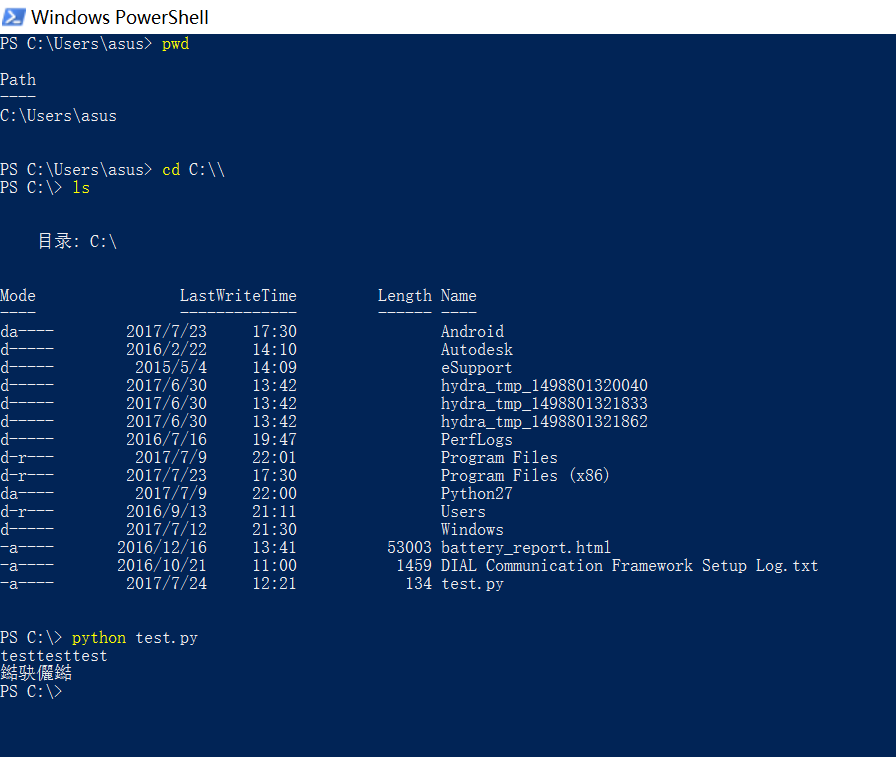 Windows PowerShell
PS C:\Users\asus> pwd
Path
----
C:\Users\asus
PS C:\Users\asus> cd C:\\
PS C:\> ls
目录: C:\
Mode                LastWriteTime         Length Name
----                -------------         ------ ----
da----        2017/7/23     17:30                Android
d-----        2016/2/22     14:10                Autodesk
d-----         2015/5/4     14:09                eSupport
d-----        2017/6/30     13:42                hydra_tmp_1498801320040
d-----        2017/6/30     13:42                hydra_tmp_1498801321833
d-----        2017/6/30     13:42                hydra_tmp_1498801321862
d-----        2016/7/16     19:47                PerfLogs
d-r---         2017/7/9     22:01                Program Files
d-r---        2017/7/23     17:30                Program Files (x86)
da----         2017/7/9     22:00                Python27
d-r---        2016/9/13     21:11                Users
d-----        2017/7/12     21:30                Windows
-a----       2016/12/16     13:41          53003 battery_report.html
-a----       2016/10/21     11:00           1459 DIAL Communication Framework Setup Log.txt
-a----        2017/7/24     12:21            134 test.py
PS C:\> python test.py
testtesttest
PS C:\>